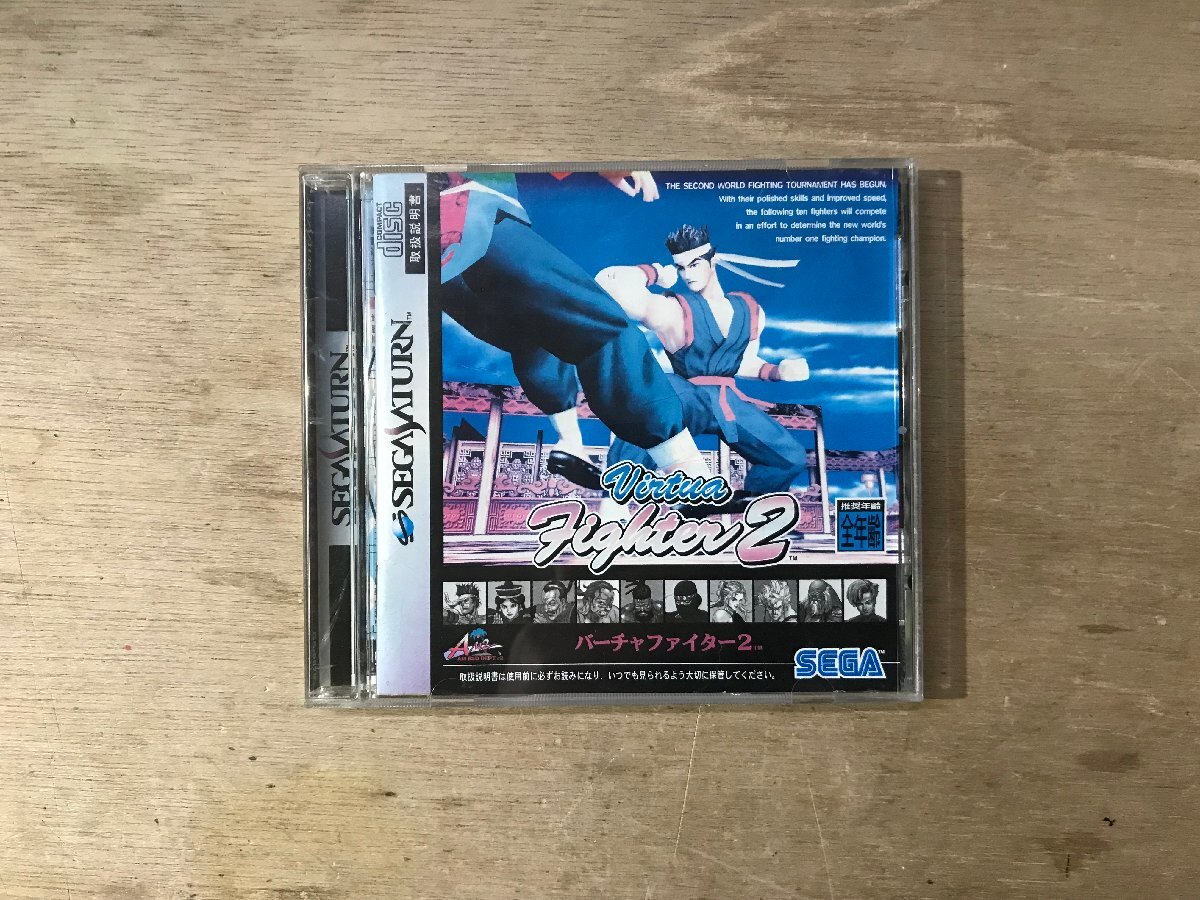 SEGASATURN
COMPACT
disc
取扱説明書
SEGASATURN™
THE SECOND WORLD FIGHTING TOURNAMENT HAS BEGUN.
With their polished skills and improved speed,
the following ten fighters will compete
in an effort to determine the new world's
number one fighting champion.
Virtua
Fighter 2™
推奨年齢
全年齢
バーチャファイター2™
SEGA™
取扱説明書は使用前に必ずお読みになり、いつでも見られるよう大切に保管してください。